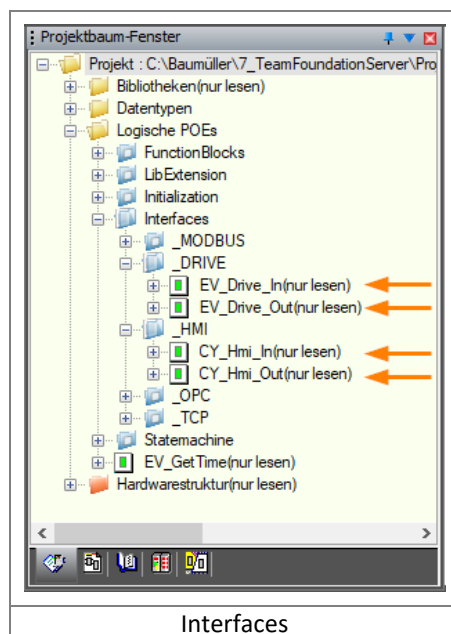 Projektbaum-Fenster
Projekt : C:\Baumüller\7_TeamFoundationServer\Pro
Bibliotheken(nur lesen)
Datentypen
Logische POEs
FunctionBlocks
LibExtension
Initialization
Interfaces
_MODBUS
_DRIVE
EV_Drive_In(nur lesen)
EV_Drive_Out(nur lesen)
_HMI
CY_Hmi_In(nur lesen)
CY_Hmi_Out(nur lesen)
_OPC
_TCP
Statemachine
EV_GetTime(nur lesen)
Hardwarestruktur(nur lesen)
Interfaces